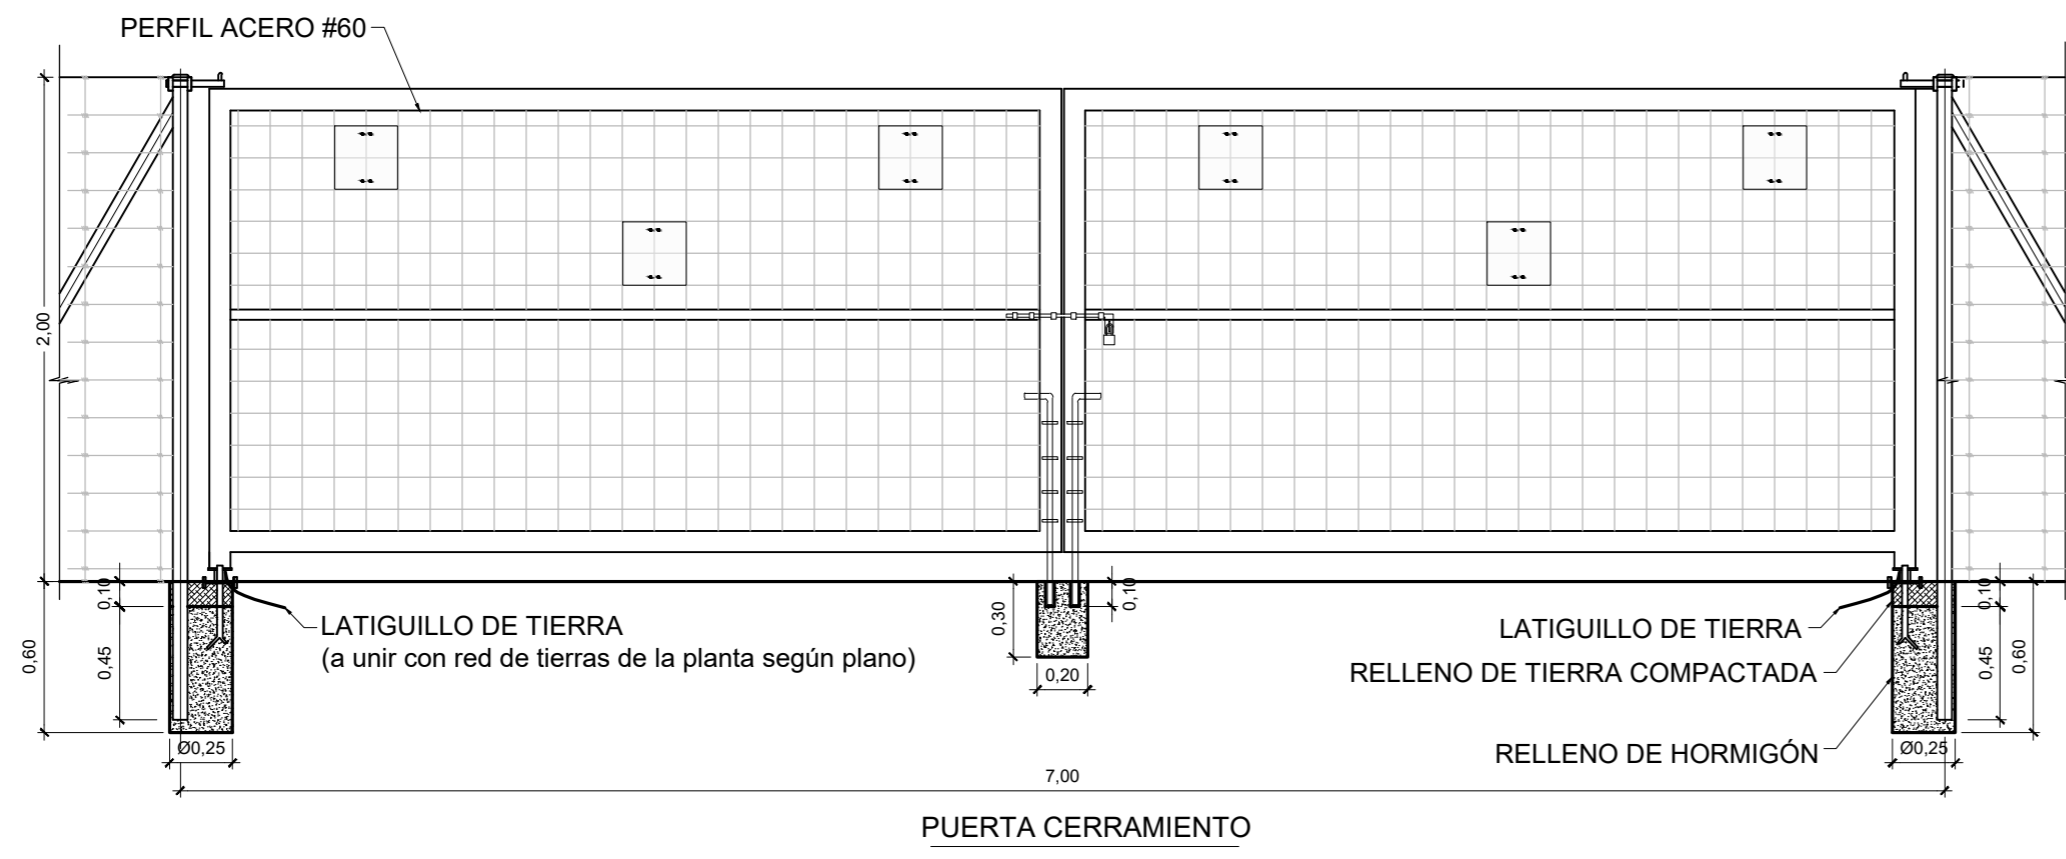 PERFIL ACERO #60
2,00
0,10
0,60
0,45
LATIGUILLO DE TIERRA
(a unir con red de tierras de la planta según plano)
Ø0,25
0,30
0,10
0,20
LATIGUILLO DE TIERRA
RELLENO DE TIERRA COMPACTADA
RELLENO DE HORMIGÓN
0,10
0,45
0,60
Ø0,25
7,00
PUERTA CERRAMIENTO